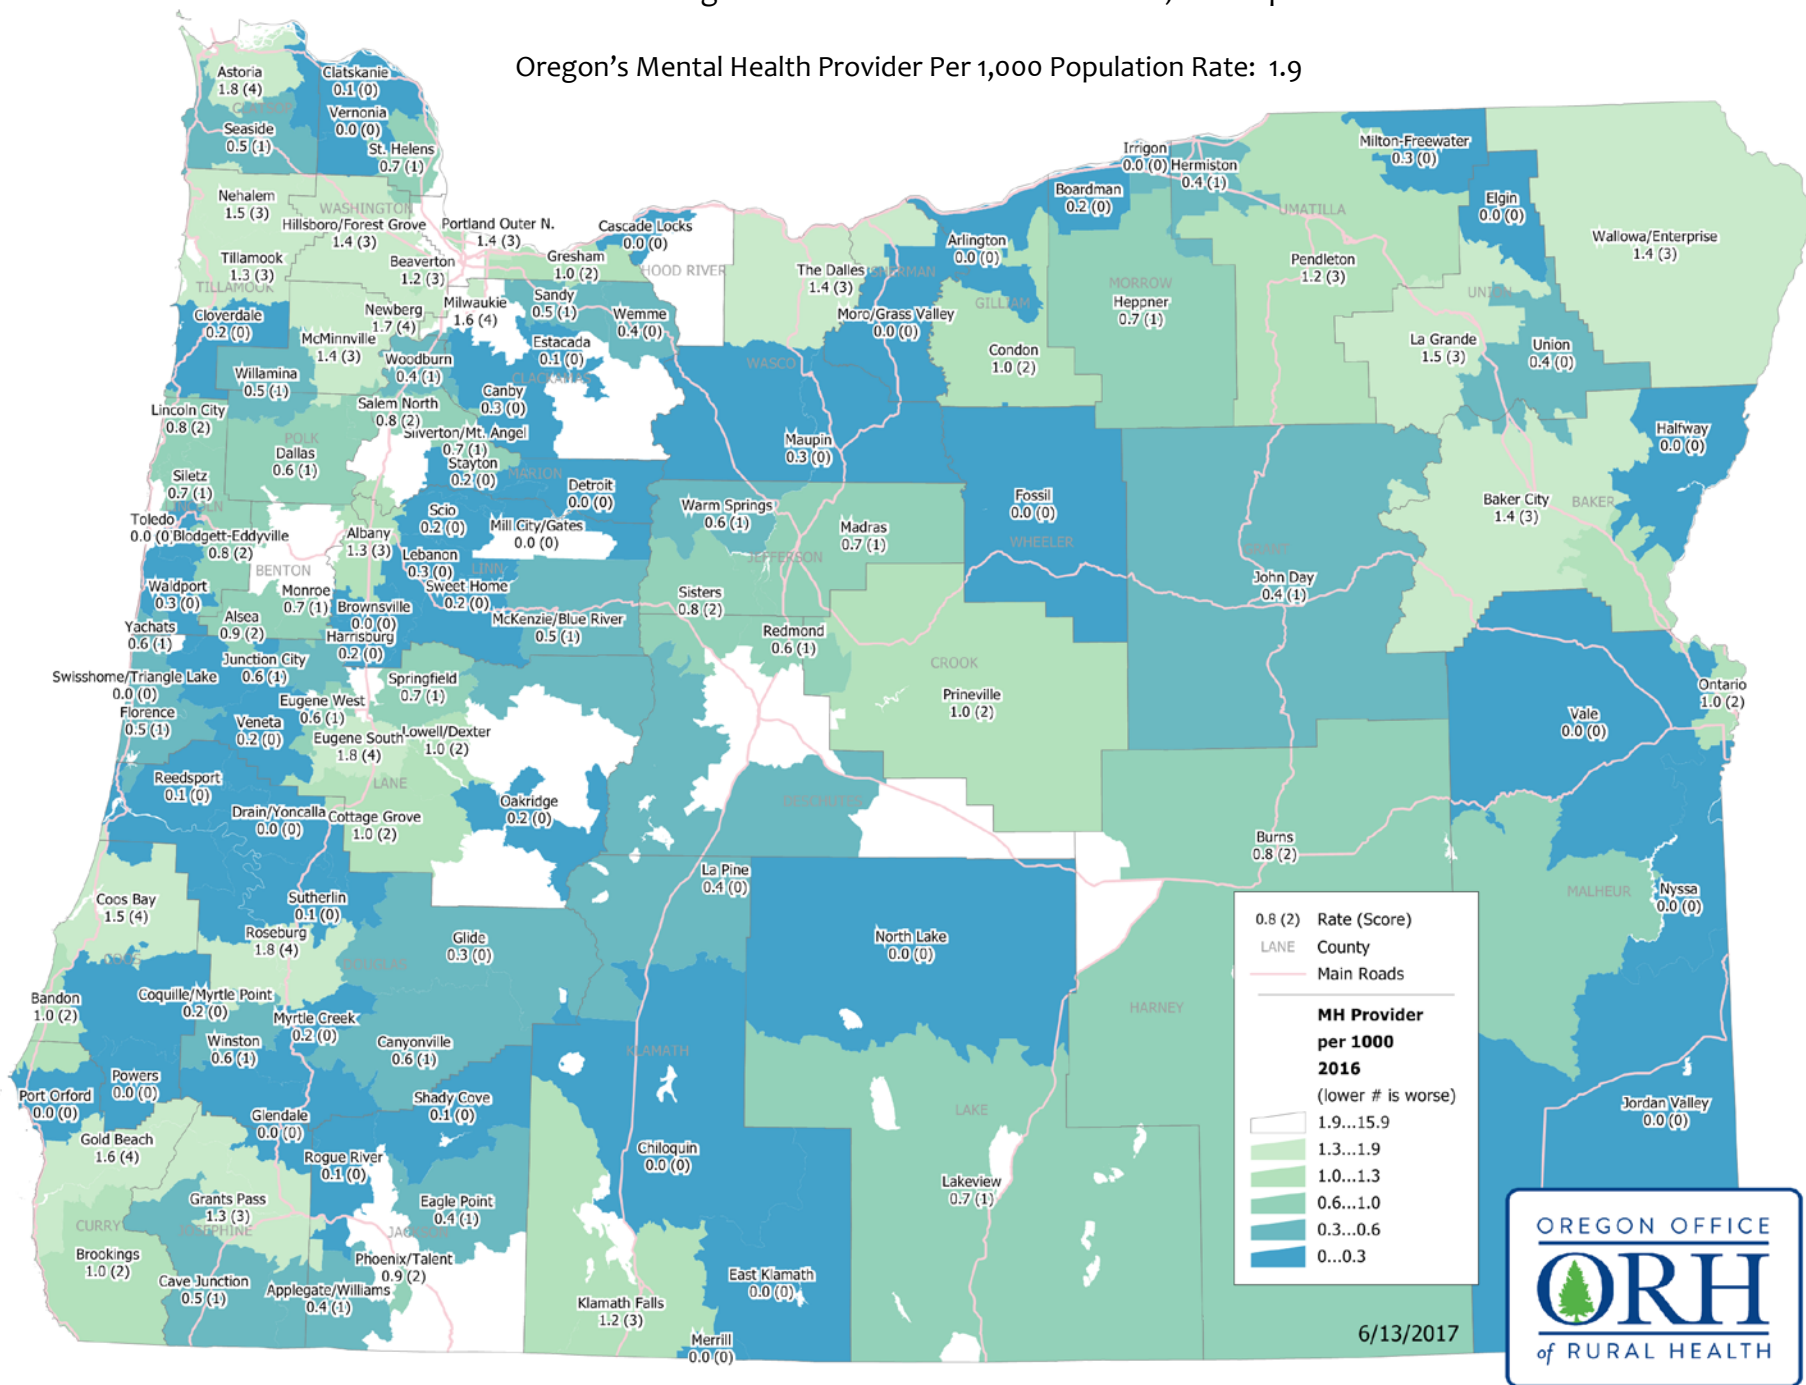 Oregon's Mental Health Provider Per 1,000 Population Rate: 1.9
Astoria
1.8 (4)
Clatskanie
0.1 (0)
Vernonia
0.0 (0)
Seaside
0.5 (1)
St. Helens
0.7 (1)
Nehalem
1.5 (3)
WASHINGTON
Hillsboro/Forest Grove
1.4 (3)
Portland Outer N.
1.4 (3)
Cascade Locks
0.0 (0)
Tillamook
1.3 (3)
TILLAMOOK
Beaverton
1.2 (3)
Gresham
1.0 (2)
HOOD RIVER
The Dalles
1.4 (3)
SHERMAN
Arlington
0.0 (0)
Boardman
0.2 (0)
Irrigon
0.0 (0)
Hermiston
0.4 (1)
Milton-Freewater
0.3 (0)
Elgin
0.0 (0)
UMATILLA
Pendleton
1.2 (3)
Wallowa/Enterprise
1.4 (3)
Cloverdale
0.2 (0)
Newberg
1.7 (4)
Milwaukie
1.6 (4)
Sandy
0.5 (1)
Wemme
0.4 (0)
Moro/Grass Valley
0.0 (0)
GILLIAM
MORROW
Heppner
0.7 (1)
UNION
La Grande
1.5 (3)
Union
0.4 (0)
McMinnville
1.4 (3)
Woodburn
0.4 (1)
Estacada
0.1 (0)
CLACKAMAS
Canby
0.3 (0)
WASCO
Condon
1.0 (2)
Willamina
0.5 (1)
Lincoln City
0.8 (2)
Salem North
0.8 (2)
POLK
Dallas
0.6 (1)
Silverton/Mt. Angel
0.7 (1)
Stayton
0.2 (0)
MARION
Detroit
0.0 (0)
Maupin
0.3 (0)
Halfway
0.0 (0)
Siletz
0.7 (1)
Toledo
0.0 (0)
Blodgett-Eddyville
0.8 (2)
Albany
1.3 (3)
Scio
0.2 (0)
Mill City/Gates
0.0 (0)
Warm Springs
0.6 (1)
Madras
0.7 (1)
JEFFERSON
Fossil
0.0 (0)
WHEELER
Baker City
1.4 (3)
BAKER
BENTON
Lebanon
0.3 (0)
LINN
Sweet Home
0.2 (0)
Waldport
0.3 (0)
Monroe
0.7 (1)
Brownsville
0.0 (0)
Sisters
0.8 (2)
John Day
0.4 (1)
Yachats
0.6 (1)
Alsea
0.9 (2)
Harrisburg
0.2 (0)
McKenzie/Blue River
0.5 (1)
Redmond
0.6 (1)
CROOK
Prineville
1.0 (2)
Junction City
0.6 (1)
Swisshome/Triangle Lake
0.0 (0)
Springfield
0.7 (1)
Eugene West
0.6 (1)
Florence
0.5 (1)
Veneta
0.2 (0)
Eugene South
1.8 (4)
Lowell/Dexter
1.0 (2)
Ontario
1.0 (2)
Vale
0.0 (0)
LANE
Reedsport
0.1 (0)
Drain/Yoncalla
0.0 (0)
Cottage Grove
1.0 (2)
Oakridge
0.2 (0)
DESCHUTES
Burns
0.8 (2)
Coos Bay
1.5 (4)
Sutherlin
0.1 (0)
La Pine
0.4 (0)
MALHEUR
Nyssa
0.0 (0)
Roseburg
1.8 (4)
Glide
0.3 (0)
North Lake
0.0 (0)
COOS
DOUGLAS
Bandon
1.0 (2)
Coquille/Myrtle Point
0.2 (0)
Myrtle Creek
0.2 (0)
HARNEY
Winston
0.6 (1)
Canyonville
0.6 (1)
KLAMATH
Port Orford
0.0 (0)
Powers
0.0 (0)
Glendale
0.0 (0)
Shady Cove
0.1 (0)
LAKE
Jordan Valley
0.0 (0)
Gold Beach
1.6 (4)
Rogue River
0.1 (0)
Chiloquin
0.0 (0)
Grants Pass
1.3 (3)
JOSEPHINE
Eagle Point
0.4 (1)
Lakeview
0.7 (1)
CURRY
Brookings
1.0 (2)
Phoenix/Talent
0.9 (2)
Cave Junction
0.5 (1)
Applegate/Williams
0.4 (1)
Klamath Falls
1.2 (3)
East Klamath
0.0 (0)
Merrill
0.0 (0)
0.8 (2) Rate (Score)
LANE County
Main Roads
MH Provider
per 1000
2016
(lower # is worse)
1.9...15.9
1.3...1.9
1.0...1.3
0.6...1.0
0.3...0.6
0...0.3
6/13/2017
OREGON OFFICE
ORH
of RURAL HEALTH